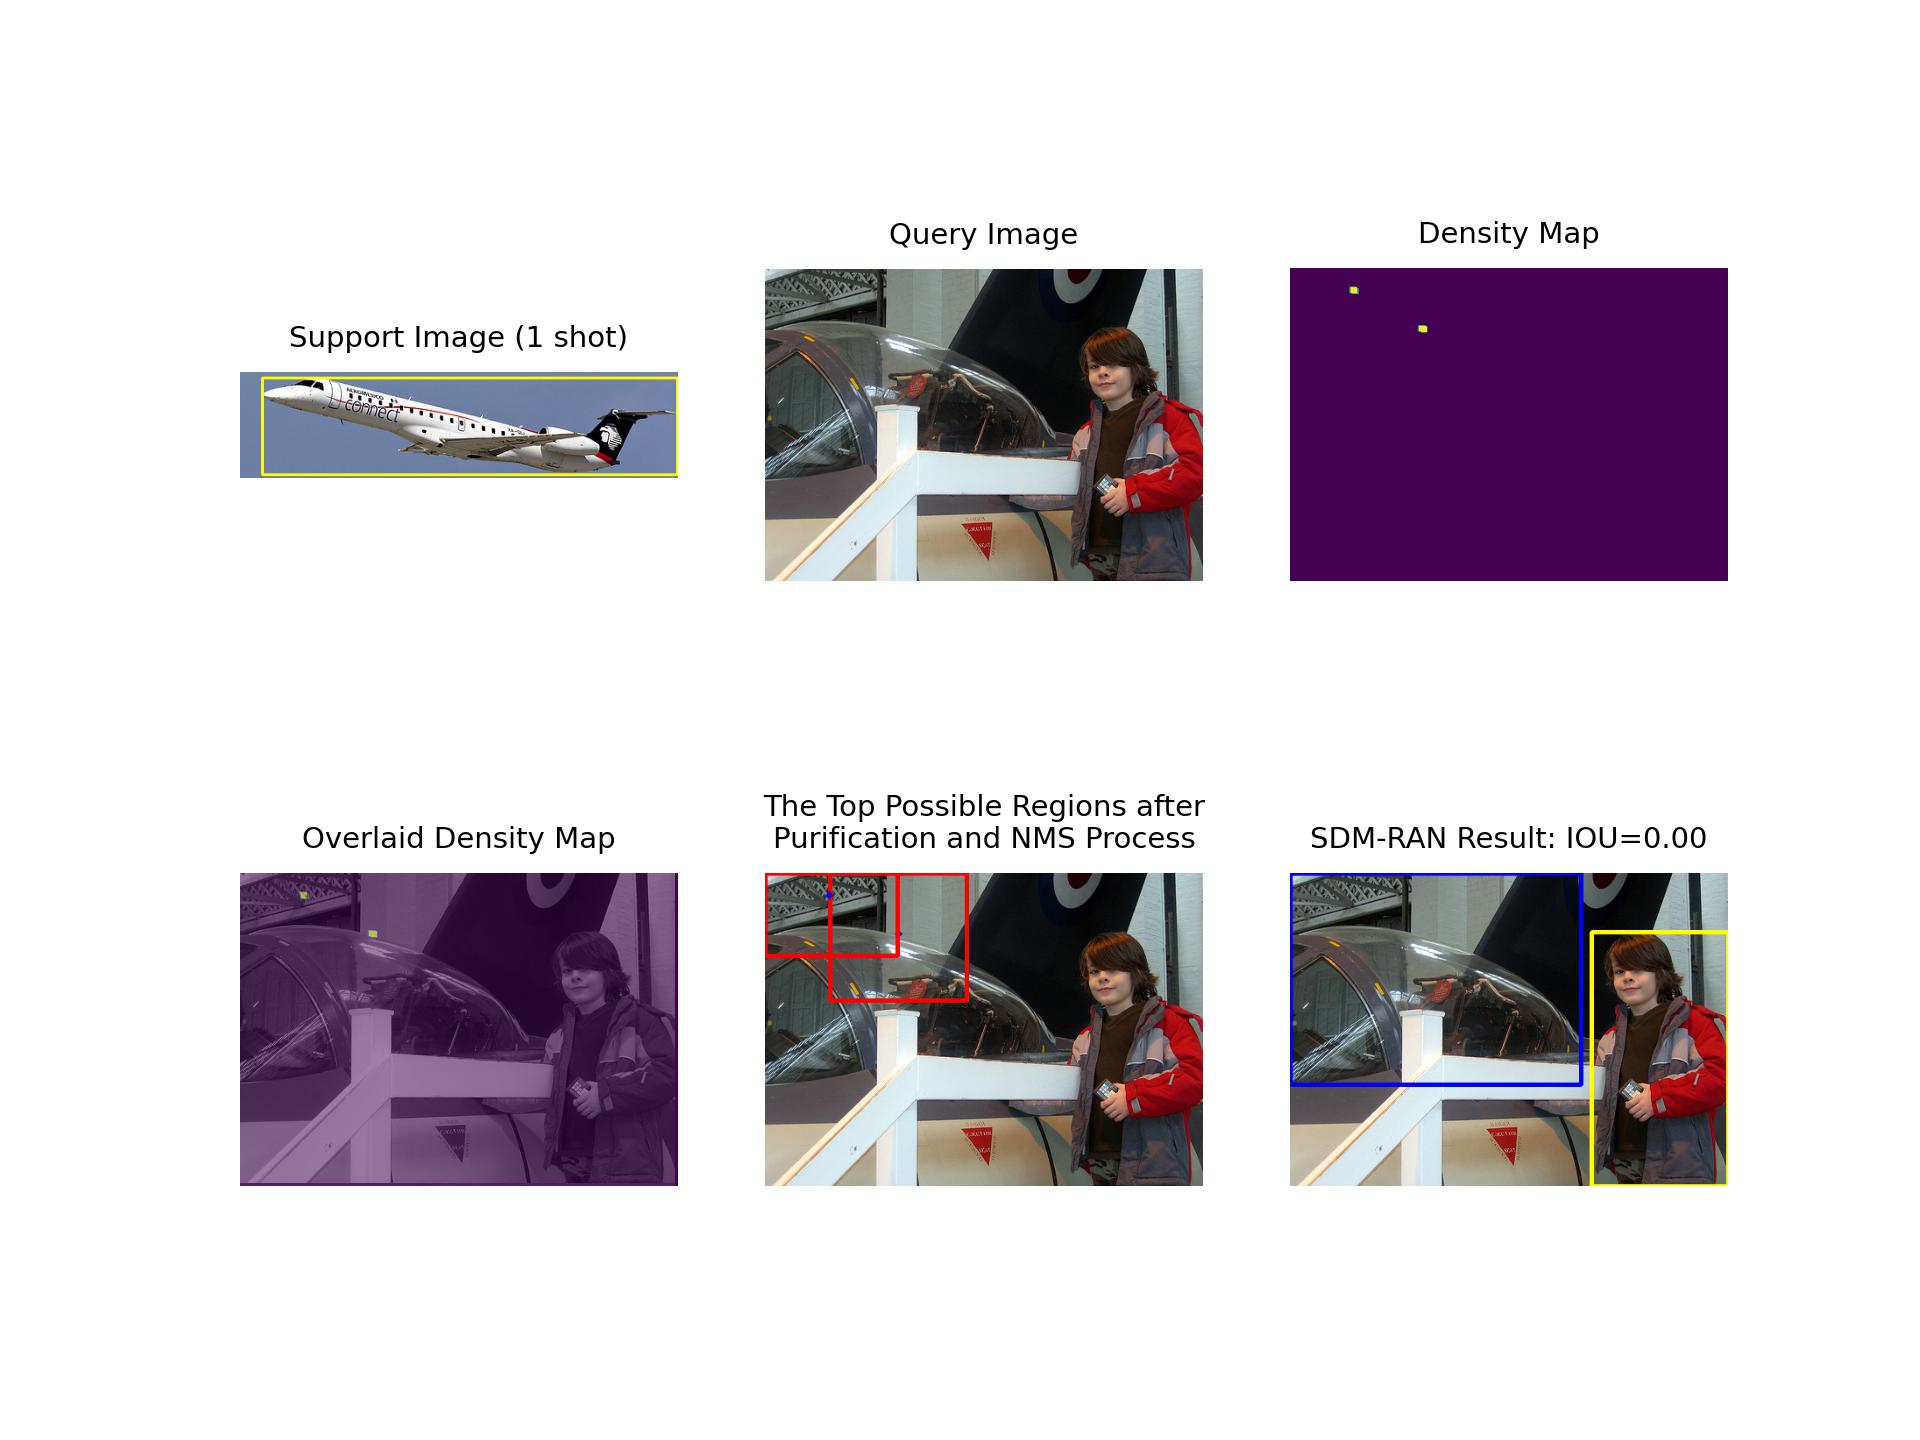 Query Image
Density Map
Support Image (1 shot)
AEROMEXICO
connect
Overlaid Density Map
The Top Possible Regions after
Purification and NMS Process
SDM-RAN Result: IOU=0.00